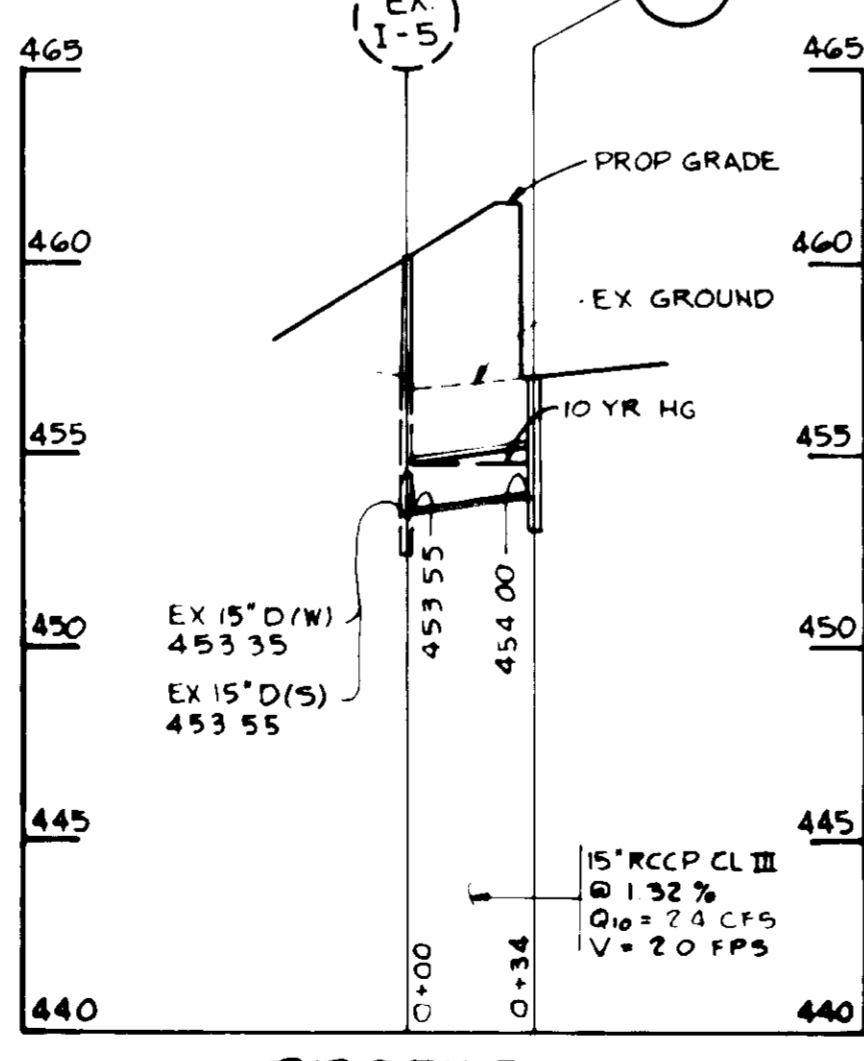 EX.
I-5
465
465
PROP GRADE
460
460
EX GROUND
10 YR HG
455
455
453 55
454 00
EX 15" D(W)
453 35
EX 15" D(S)
453 55
450
450
445
445
15" RCCP CL III
@ 1.32 %
Q10 = 2 4 CFS
V = 2 0 FPS
0+00
0+34
440
440